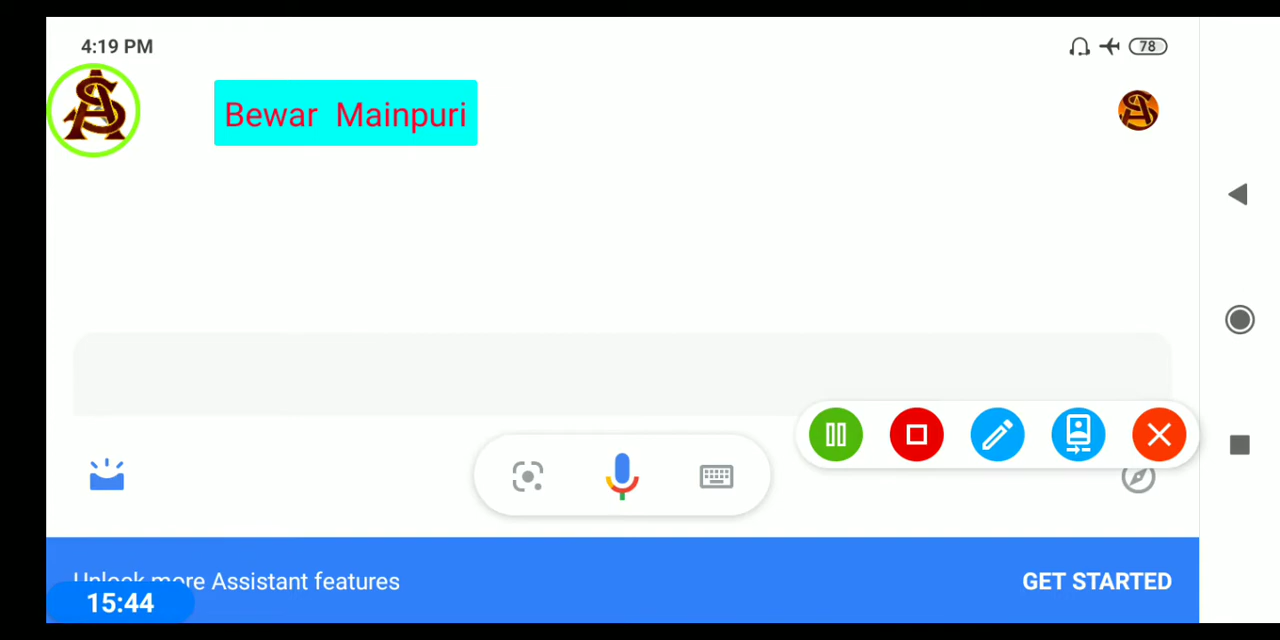 4:19 PM
78
Bewar Mainpuri
Unlock more Assistant features
GET STARTED
15:44